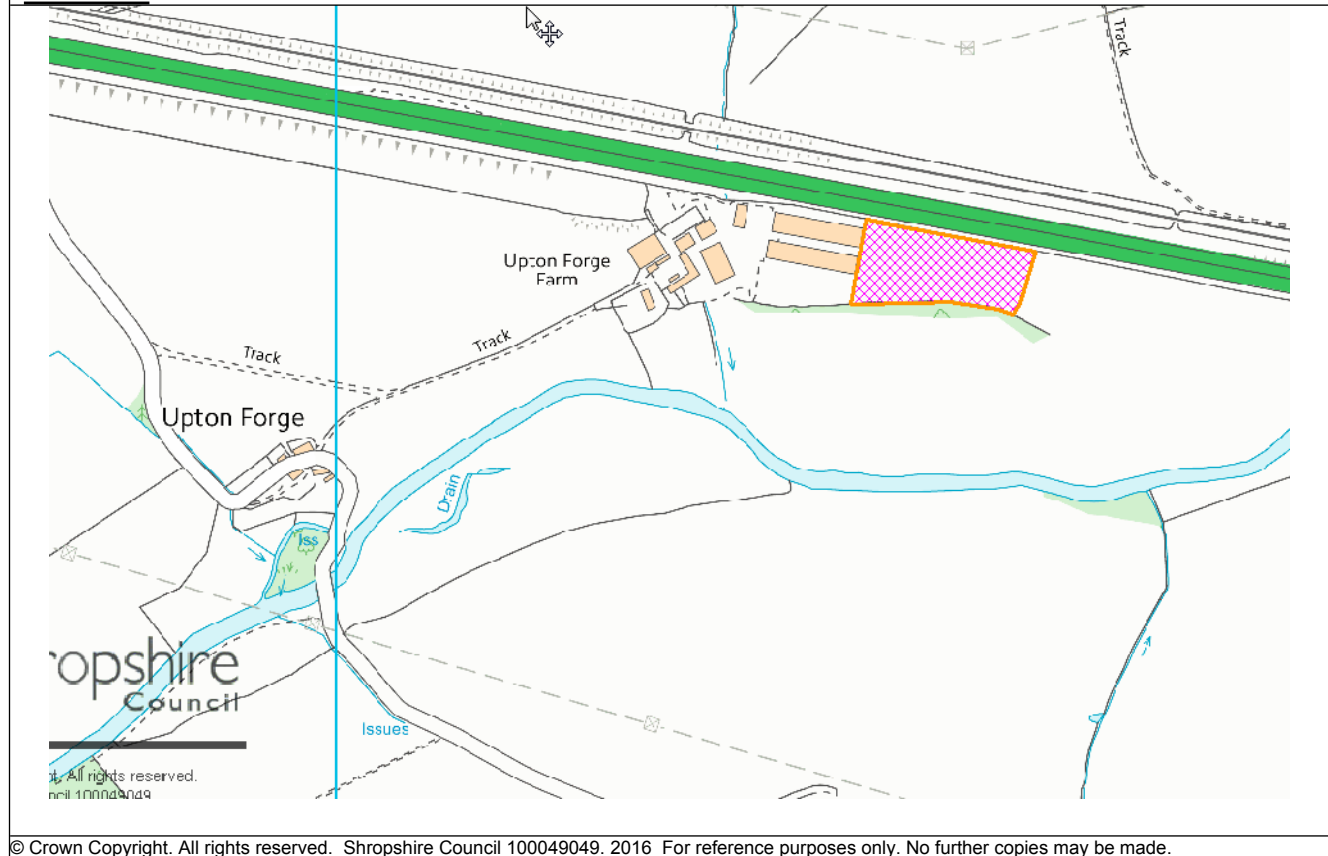 Track
Upton Forge
Farm
Track
Track
Upton Forge
Drain
Iss
ropshire
Council
Issues
All rights reserved.
100049049
© Crown Copyright. All rights reserved. Shropshire Council 100049049. 2016 For reference purposes only. No further copies may be made.